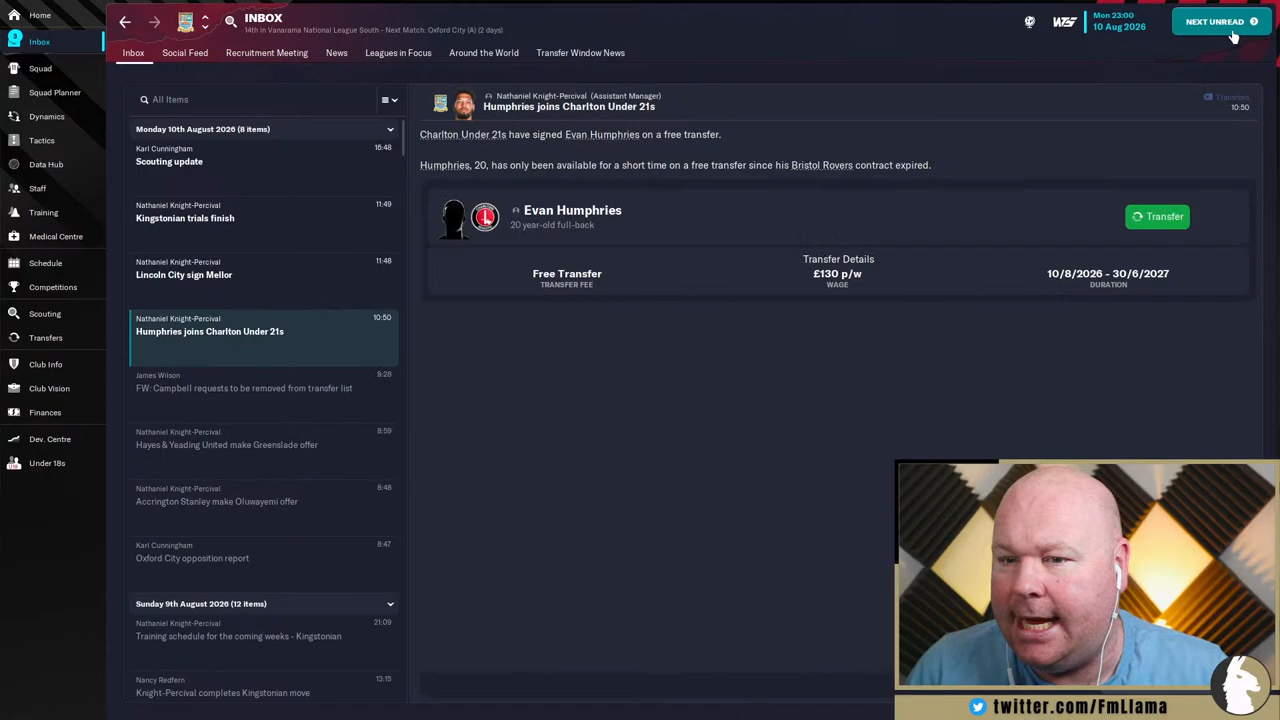 Home
3
Inbox
Squad
Squad Planner
Dynamics
Tactics
Data Hub
Staff
Training
Medical Centre
Schedule
Competitions
Scouting
Transfers
Club Info
Club Vision
Finances
Dev. Centre
U18
Under 18s
INBOX
14th in Vanarama National League South - Next Match: Oxford City (A) (2 days)
Mon 23:00
10 Aug 2026
NEXT UNREAD
Inbox
Social Feed
Recruitment Meeting
News
Leagues in Focus
Around the World
Transfer Window News
All Items
Monday 10th August 2026 (8 items)
Karl Cunningham 16:48
Scouting update
Nathaniel Knight-Percival 11:49
Kingstonian trials finish
Nathaniel Knight-Percival 11:48
Lincoln City sign Mellor
Nathaniel Knight-Percival 10:50
Humphries joins Charlton Under 21s
James Wilson 9:28
FW: Campbell requests to be removed from transfer list
Nathaniel Knight-Percival 8:59
Hayes & Yeading United make Greenslade offer
Nathaniel Knight-Percival 8:48
Accrington Stanley make Oluwayemi offer
Karl Cunningham 8:47
Oxford City opposition report
Sunday 9th August 2026 (12 items)
Nathaniel Knight-Percival 21:09
Training schedule for the coming weeks - Kingstonian
Nancy Redfern 13:15
Knight-Percival completes Kingstonian move
Nathaniel Knight-Percival (Assistant Manager)
Humphries joins Charlton Under 21s
Transfers
10:50
Charlton Under 21s have signed Evan Humphries on a free transfer.
Humphries, 20, has only been available for a short time on a free transfer since his Bristol Rovers contract expired.
Evan Humphries
20 year-old full-back
Transfer
Transfer Details
Free Transfer
TRANSFER FEE
£130 p/w
WAGE
10/8/2026 - 30/6/2027
DURATION
twitter.com/FmLlama